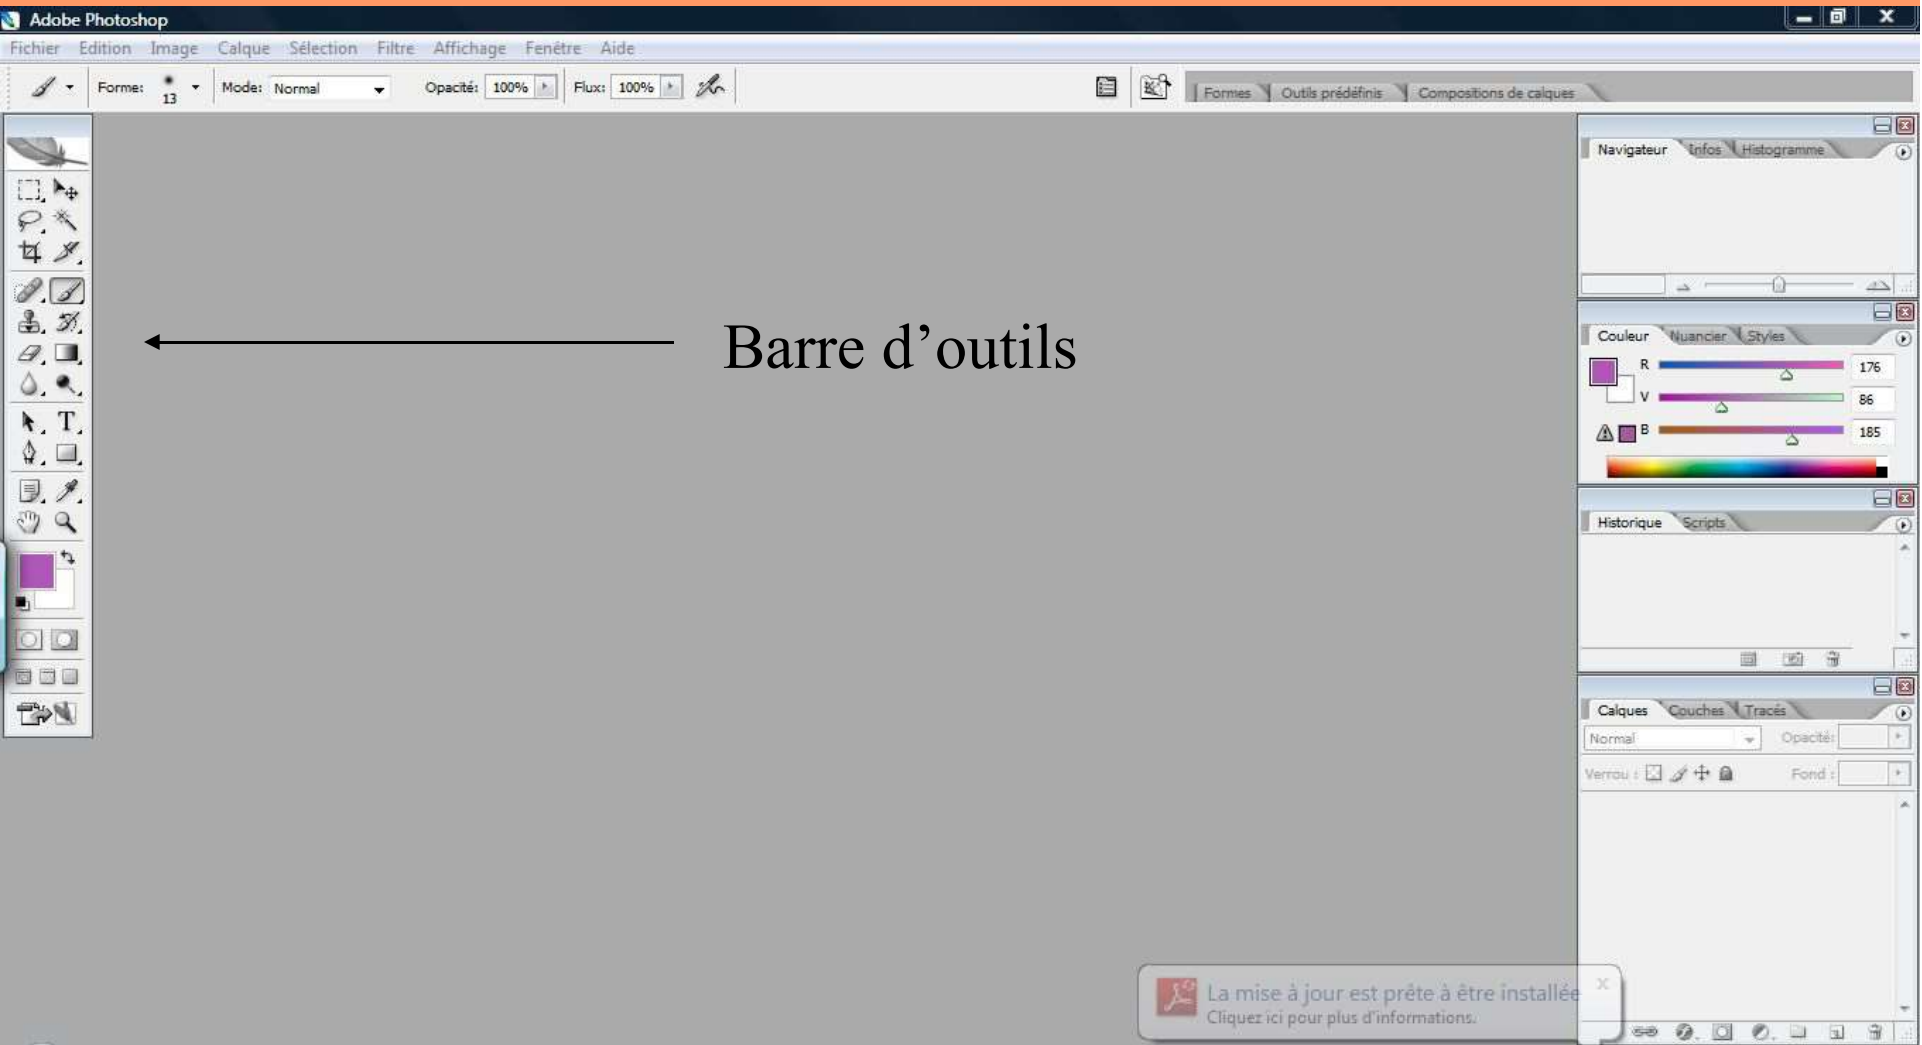 Adobe Photoshop
Fichier Edition Image Calque Sélection Filtre Affichage Fenêtre Aide
Forme: 13 Mode: Normal Opacité: 100% Flux: 100%
Formes Outils prédéfinis Compositions de calques
Navigateur Infos Histogramme
Barre d’outils
Couleur Nuancier Styles
R 176
V 86
B 185
T
Historique Scripts
Calques Couches Tracés
Normal Opacité:
Verrou : Fond :
La mise à jour est prête à être installée
Cliquez ici pour plus d'informations.